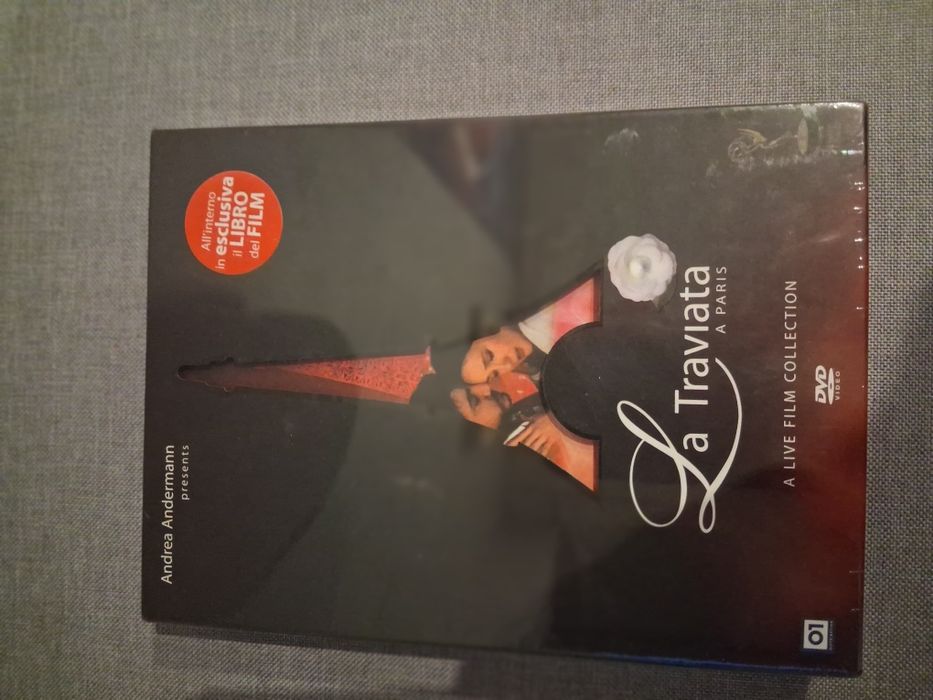 Andrea Andermann
presents
All'interno
in esclusiva
il LIBRO
del FILM
La Traviata
A PARIS
A LIVE FILM COLLECTION
DVD
VIDEO
01